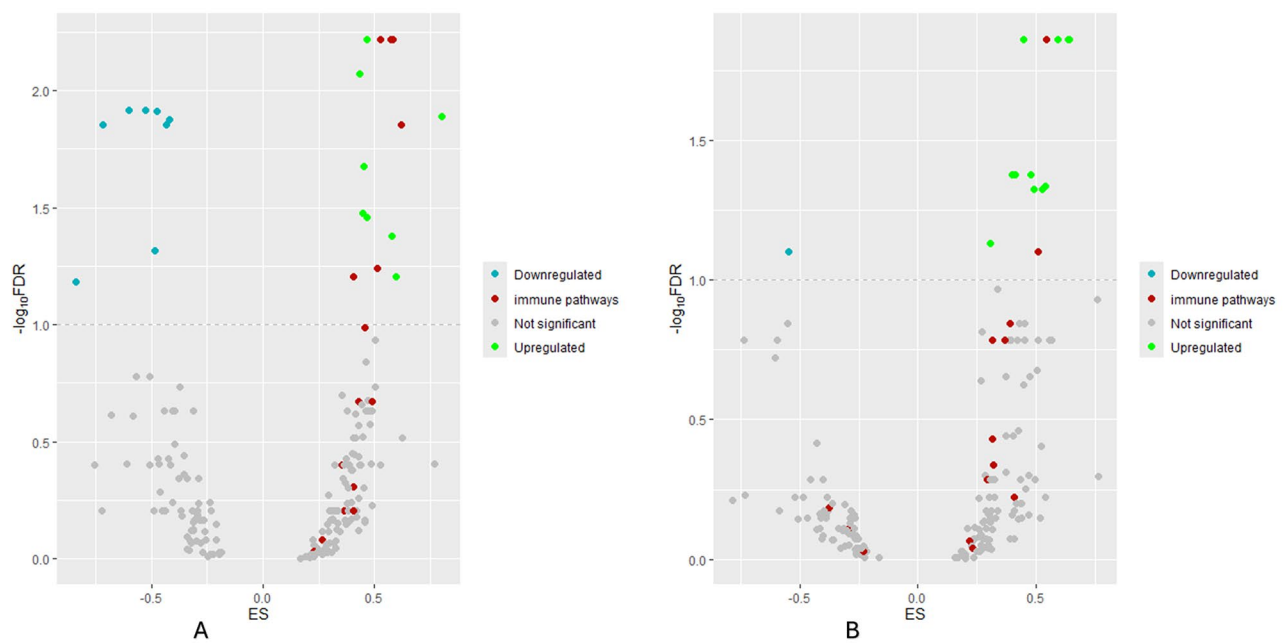 2.0
1.5
1.0
0.5
0.0
-log10FDR
-0.5
0.0
0.5
ES
A
Downregulated
immune pathways
Not significant
Upregulated
1.5
1.0
0.5
0.0
-log10FDR
-0.5
0.0
0.5
ES
B
Downregulated
immune pathways
Not significant
Upregulated